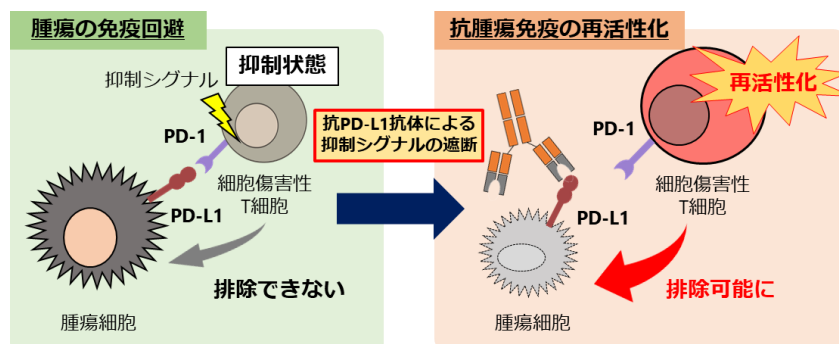 腫瘍の免疫回避
抑制状態
抑制シグナル
PD-1
PD-L1
細胞傷害性
T細胞
排除できない
腫瘍細胞
抗PD-L1抗体による
抑制シグナルの遮断
抗腫瘍免疫の再活性化
再活性化
PD-1
細胞傷害性
T細胞
PD-L1
排除可能に
腫瘍細胞